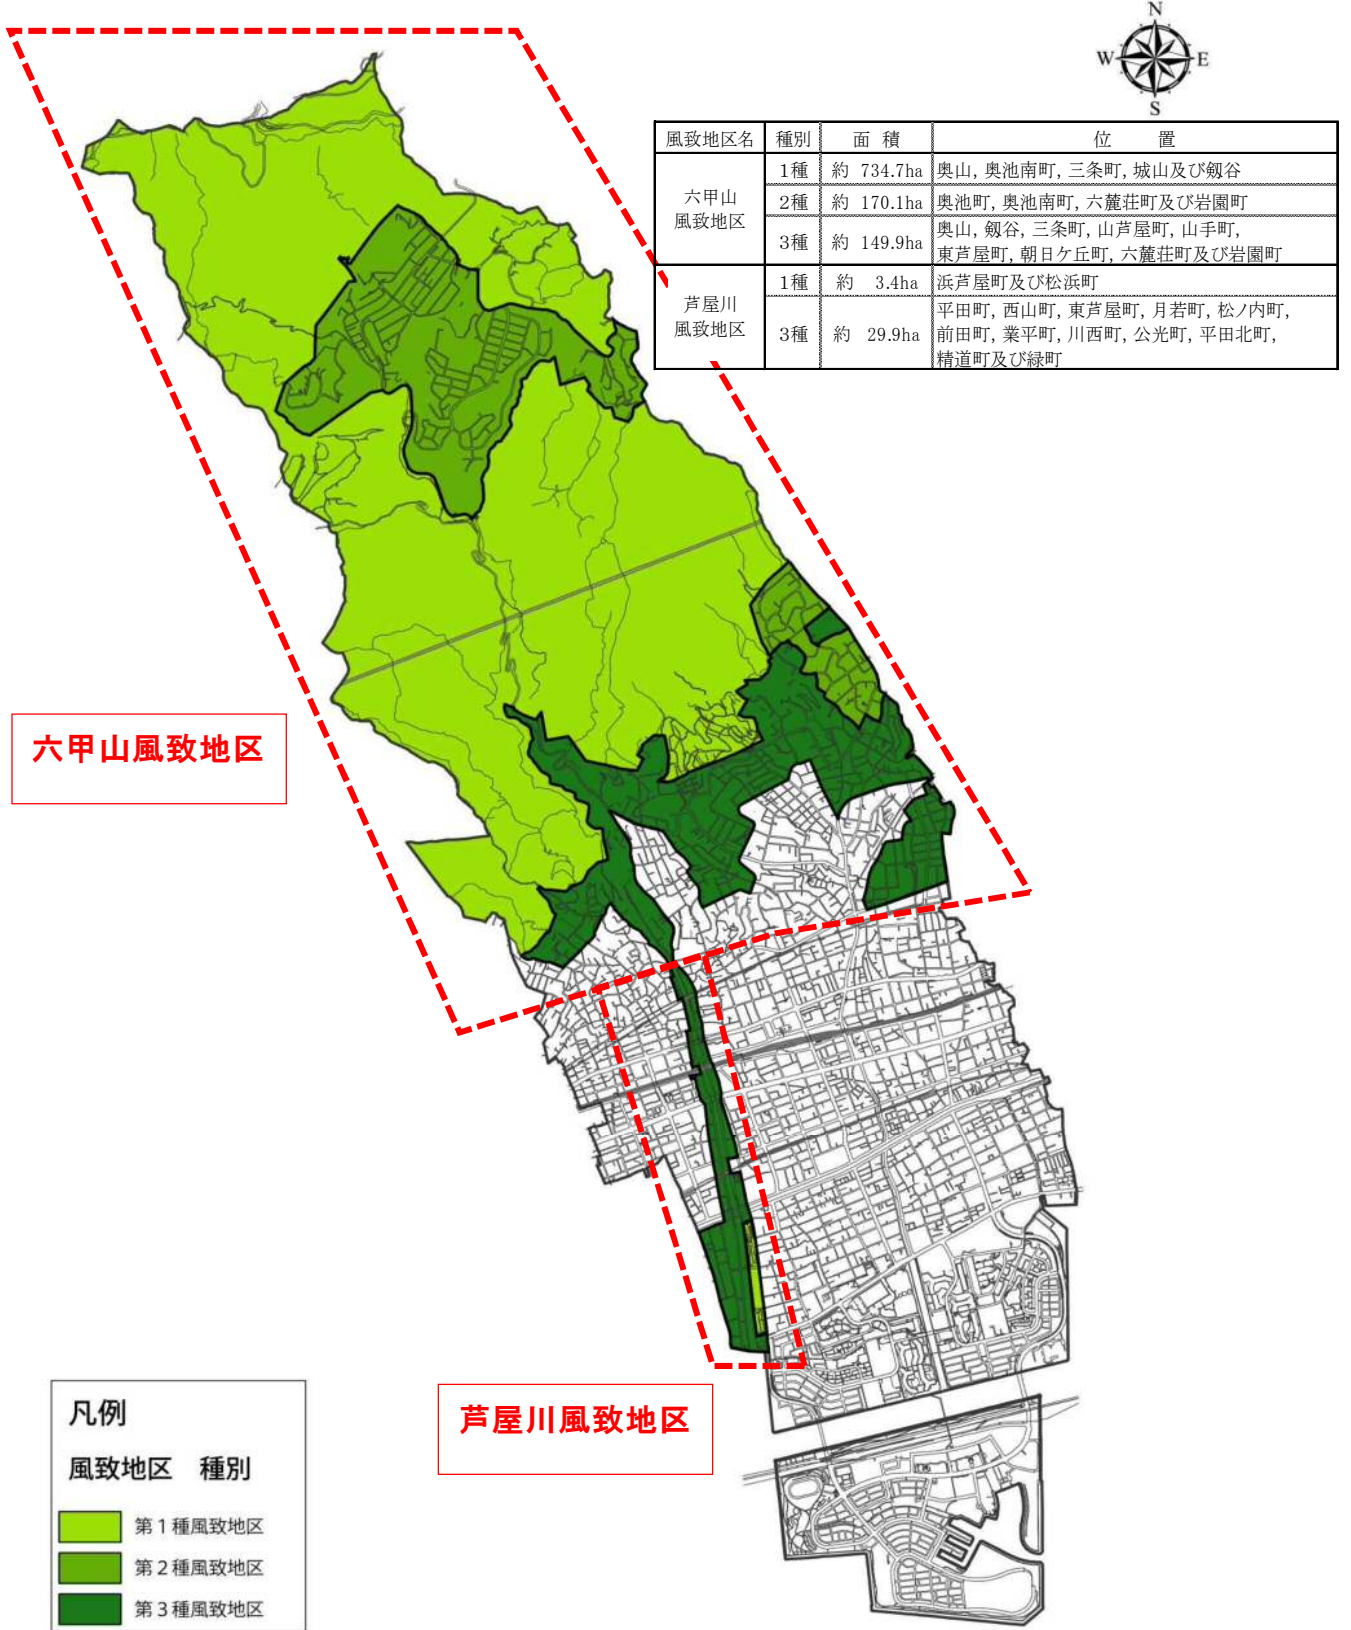 N
W E
S
風致地区名 種別 面 積 位 置
六甲山
風致地区
1種 約 734.7ha 奥山, 奥池南町, 三条町, 城山及び剱谷
2種 約 170.1ha 奥池町, 奥池南町, 六麓荘町及び岩園町
3種 約 149.9ha 奥山, 剱谷, 三条町, 山芦屋町, 山手町,
東芦屋町, 朝日ケ丘町, 六麓荘町及び岩園町
芦屋川
風致地区
1種 約 3.4ha 浜芦屋町及び松浜町
3種 約 29.9ha 平田町, 西山町, 東芦屋町, 月若町, 松ノ内町,
前田町, 業平町, 川西町, 公光町, 平田北町,
精道町及び緑町
六甲山風致地区
芦屋川風致地区
凡例
風致地区 種別
第1種風致地区
第2種風致地区
第3種風致地区